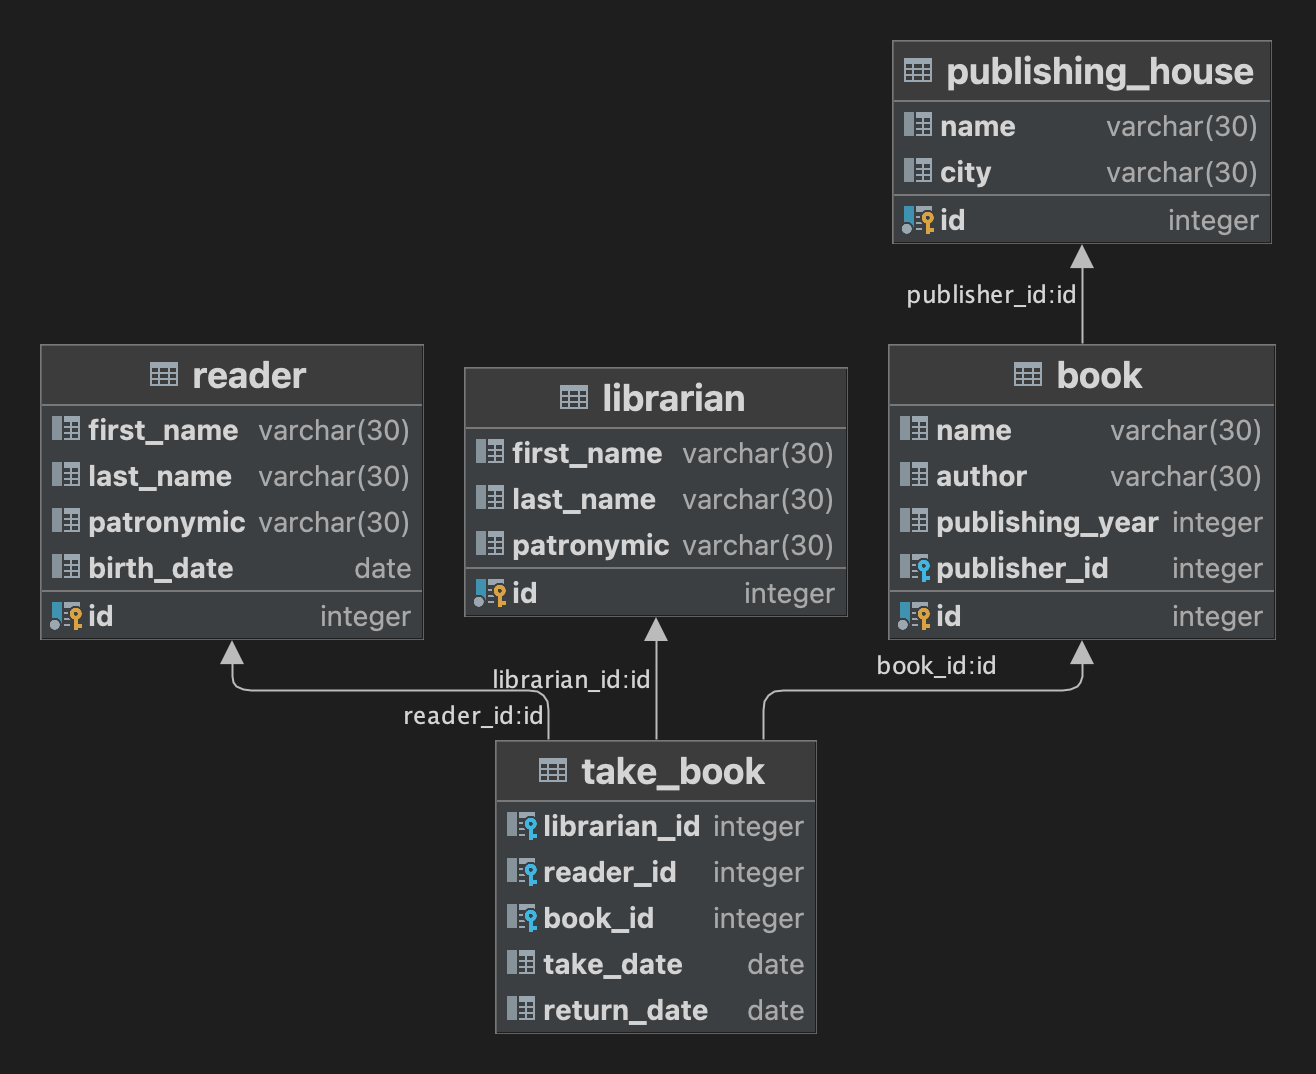 publishing_house
name varchar(30)
city varchar(30)
id integer
publisher_id:id
reader
first_name varchar(30)
last_name varchar(30)
patronymic varchar(30)
birth_date date
id integer
librarian
first_name varchar(30)
last_name varchar(30)
patronymic varchar(30)
id integer
book
name varchar(30)
author varchar(30)
publishing_year integer
publisher_id integer
id integer
librarian_id:id
reader_id:id
book_id:id
take_book
librarian_id integer
reader_id integer
book_id integer
take_date date
return_date date